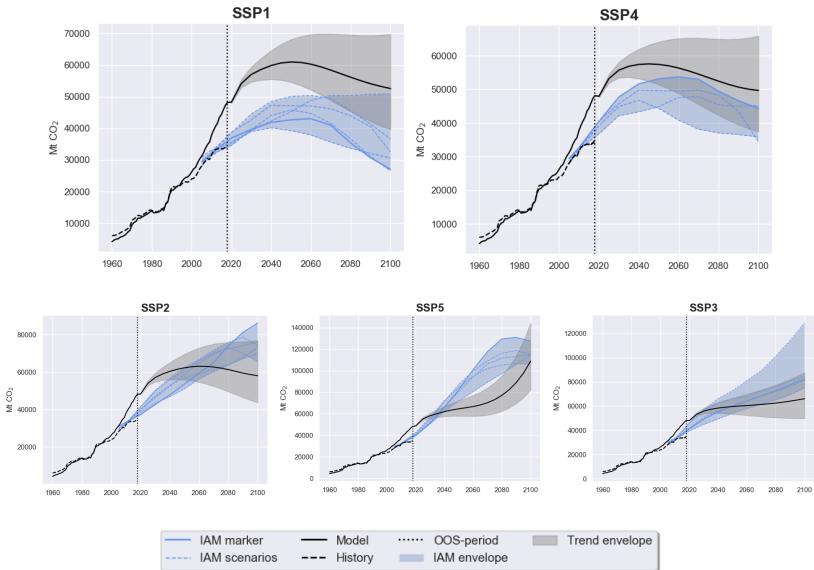 SSP1
SSP4
Mt CO₂
70000
60000
50000
40000
30000
20000
10000
1960 1980 2000 2020 2040 2060 2080 2100
Mt CO₂
60000
50000
40000
30000
20000
10000
1960 1980 2000 2020 2040 2060 2080 2100
SSP2
SSP5
SSP3
Mt CO₂
80000
60000
40000
20000
1960 1980 2000 2020 2040 2060 2080 2100
Mt CO₂
140000
120000
100000
80000
60000
40000
20000
0
1960 1980 2000 2020 2040 2060 2080 2100
Mt CO₂
120000
100000
80000
60000
40000
20000
0
1960 1980 2000 2020 2040 2060 2080 2100
IAM marker Model OOS-period Trend envelope
IAM scenarios History IAM envelope